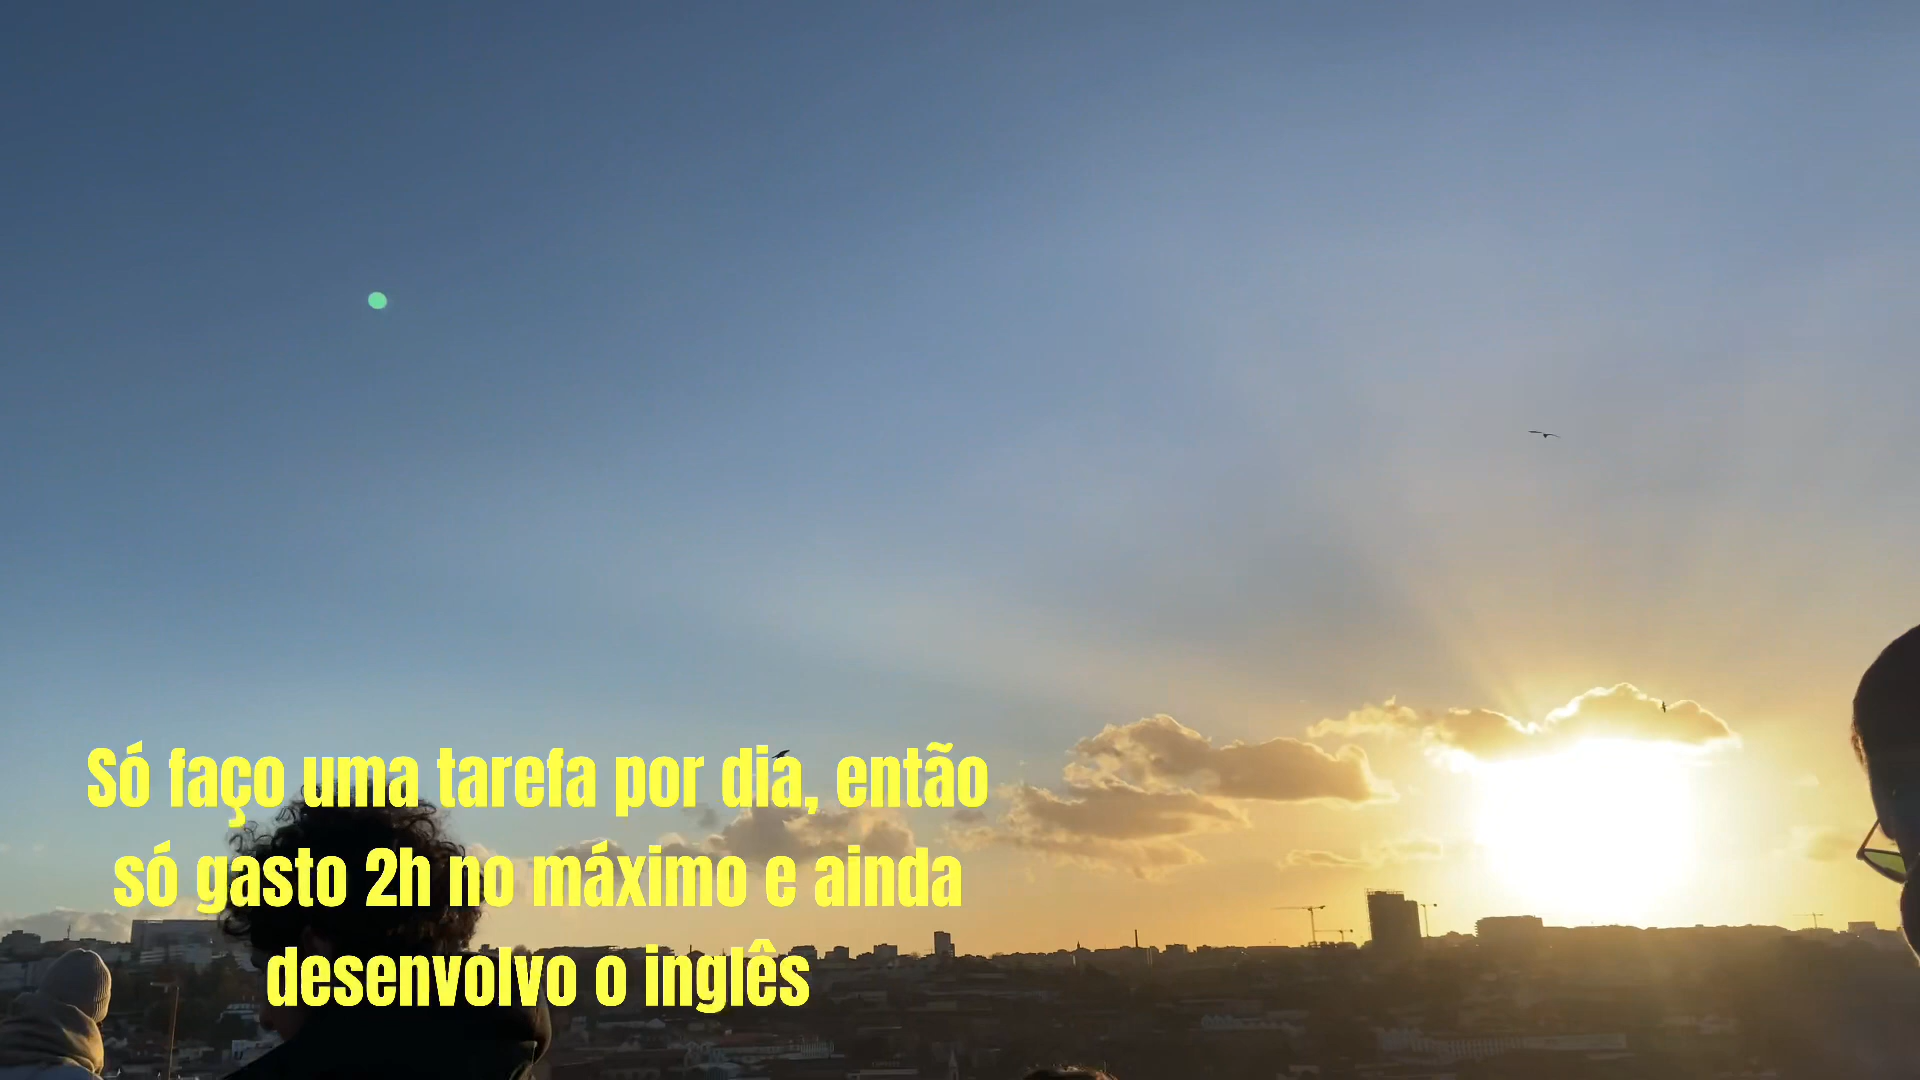 Só faço uma tarefa por dia, então
só gasto 2h no máximo e ainda
desenvolvo o inglês